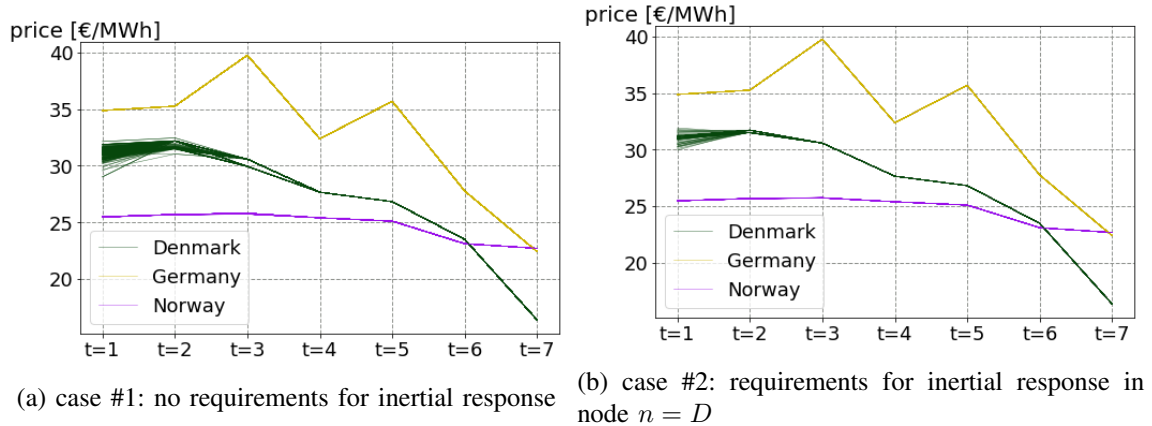 price [€/MWh]
40
35
30
25
20
Denmark
Germany
Norway
t=1 t=2 t=3 t=4 t=5 t=6 t=7
(a) case #1: no requirements for inertial response
price [€/MWh]
40
35
30
25
20
Denmark
Germany
Norway
t=1 t=2 t=3 t=4 t=5 t=6 t=7
(b) case #2: requirements for inertial response in
node n = D